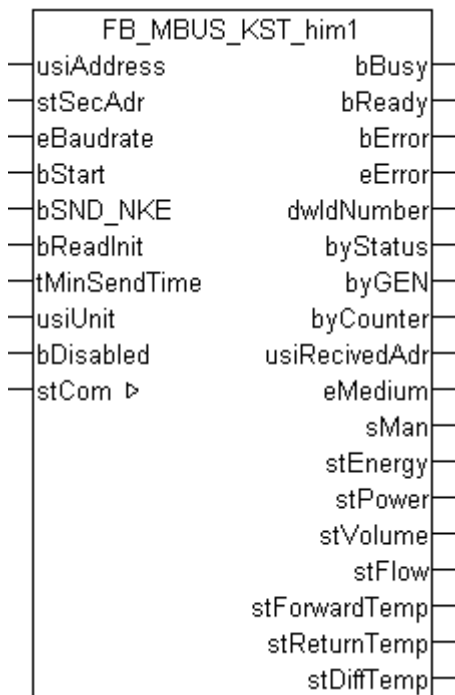 FB_MBUS_KST_him1
usiAddress bBusy
stSecAdr bReady
eBaudrate bError
bStart eError
bSND_NKE dwIdNumber
bReadInit byStatus
tMinSendTime byGEN
usiUnit byCounter
bDisabled usiRecivedAdr
stCom ▷ eMedium
sMan
stEnergy
stPower
stVolume
stFlow
stForwardTemp
stReturnTemp
stDiffTemp